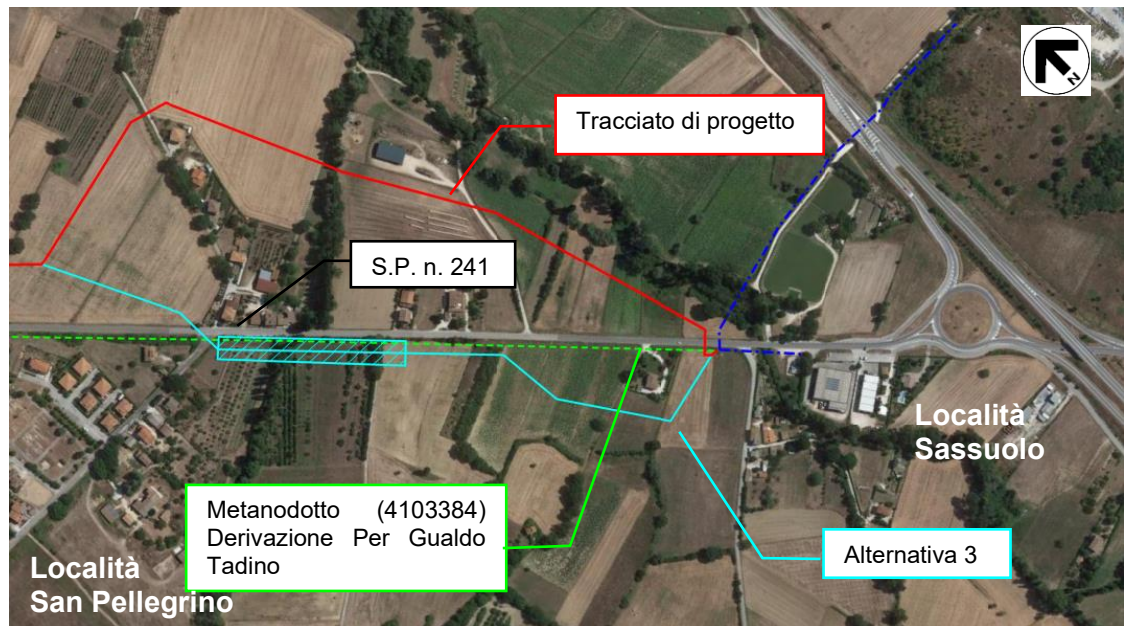 N
Tracciato di progetto
S.P. n. 241
Località
Sassuolo
Metanodotto (4103384)
Derivazione Per Gualdo
Tadino
Alternativa 3
Località
San Pellegrino